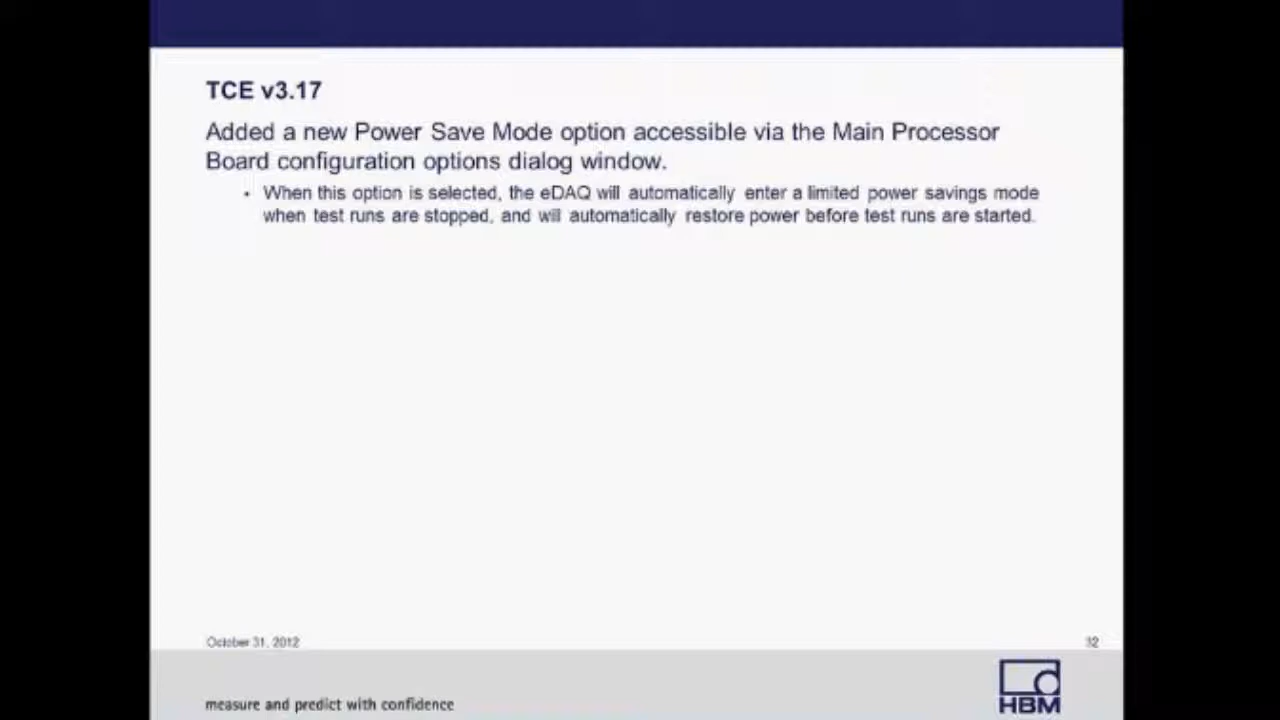 TCE v3.17
Added a new Power Save Mode option accessible via the Main Processor
Board configuration options dialog window.
• When this option is selected, the eDAQ will automatically enter a limited power savings mode
when test runs are stopped, and will automatically restore power before test runs are started.
October 31, 2012
32
measure and predict with confidence
HBM